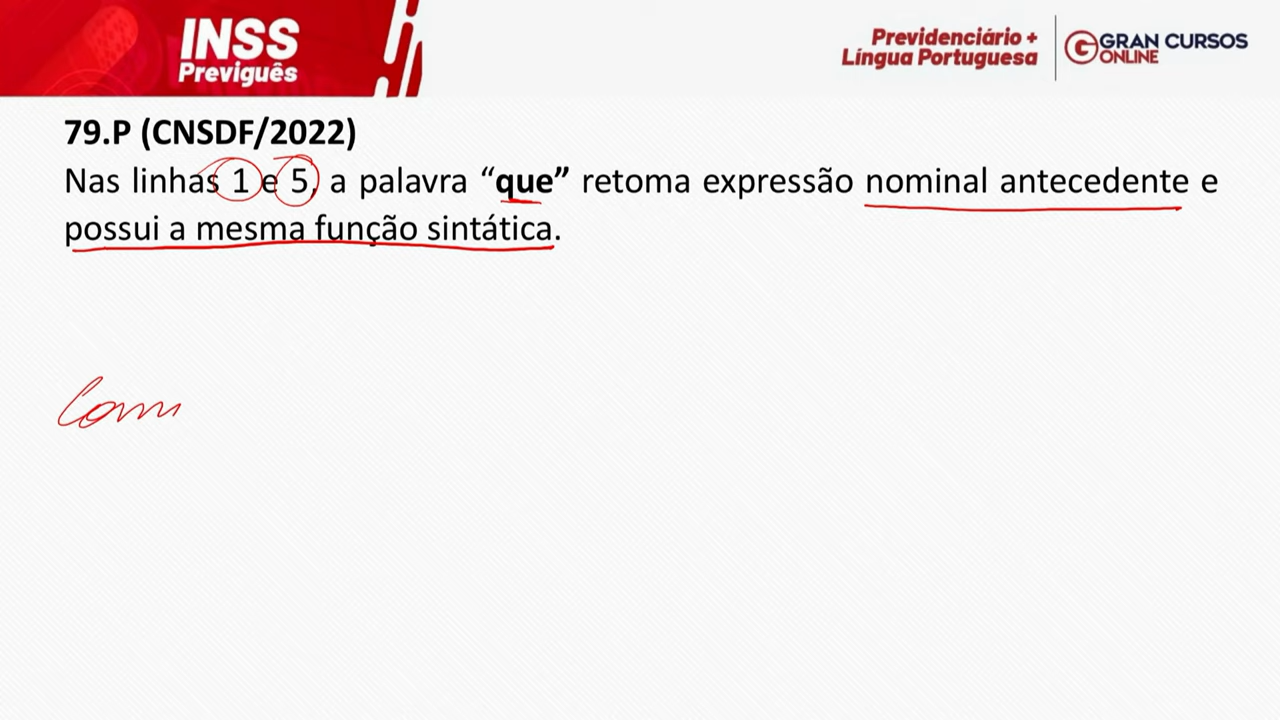 INSS
Previguês
Previdenciário +
Língua Portuguesa
GRAN CURSOS
ONLINE
79.P (CNSDF/2022)
Nas linhas 1 e 5, a palavra “que” retoma expressão nominal antecedente e
possui a mesma função sintática.